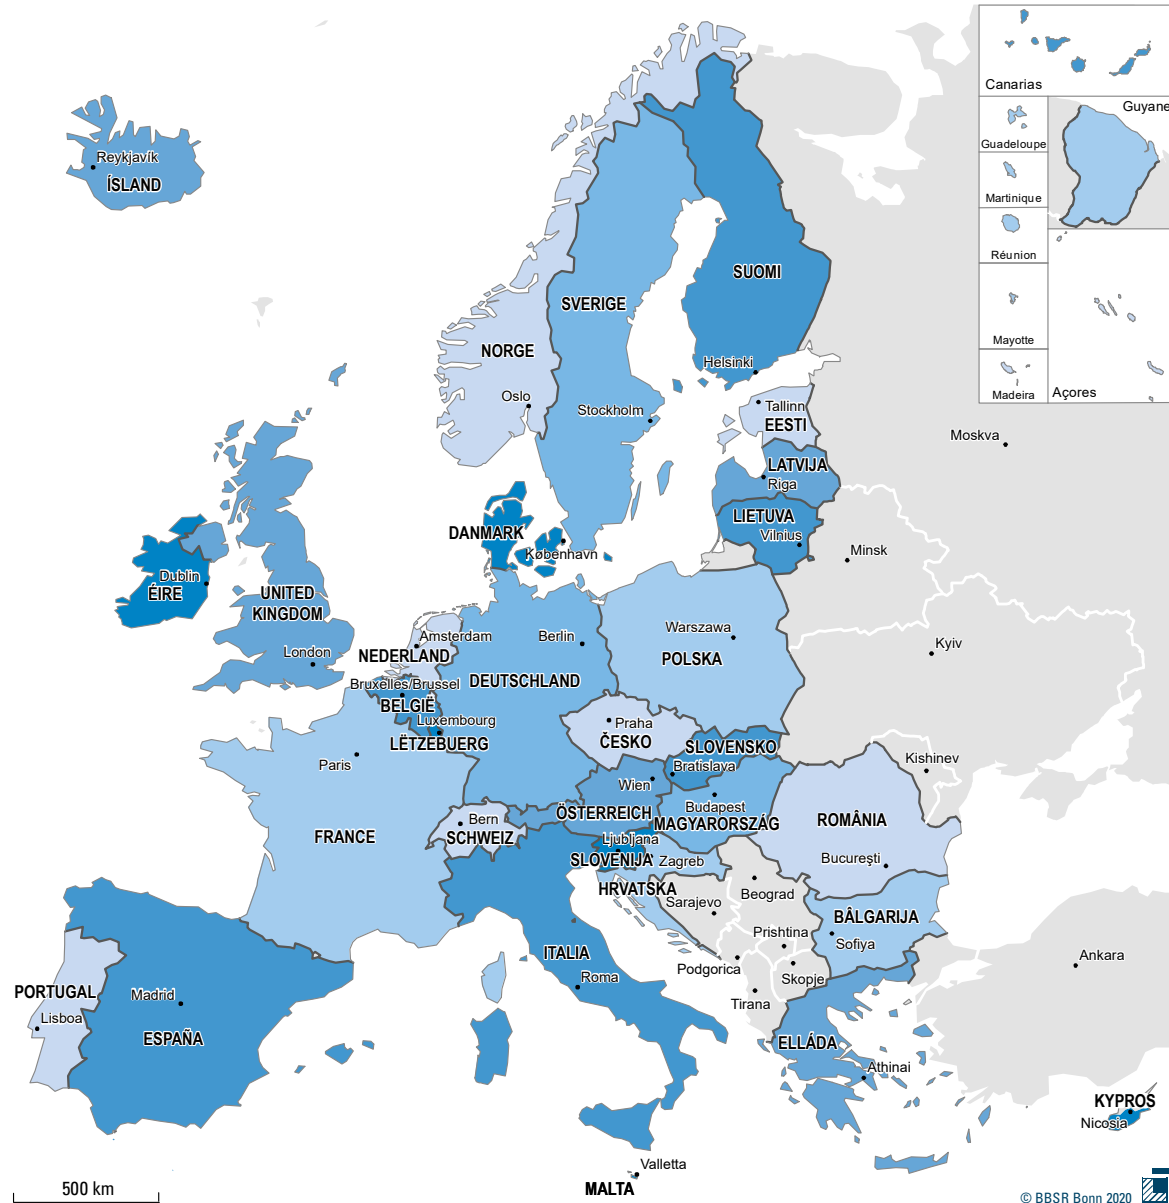 Canarias
Guyane
Guadeloupe
Martinique
Réunion
Mayotte
Madeira
Açores
Reykjavík
ÍSLAND
SUOMI
SVERIGE
NORGE
Helsinki
Oslo
Stockholm
Tallinn
EESTI
Moskva
LATVIJA
Riga
LIETUVA
Vilnius
DANMARK
København
Minsk
Dublin
ÉIRE
UNITED
KINGDOM
London
Amsterdam
NEDERLAND
Berlin
Warszawa
POLSKA
Kyiv
DEUTSCHLAND
Bruxelles/Brussel
BELGIË
Luxembourg
LËTZEBUERG
Praha
ČESKO
SLOVENSKO
Bratislava
Paris
Wien
Kishinev
Budapest
ÖSTERREICH
MAGYARORSZÁG
ROMÂNIA
Bern
SCHWEIZ
FRANCE
Ljubljana
SLOVENIJA
Zagreb
Bucureşti
HRVATSKA
Sarajevo
Beograd
BÂLGARIJA
Sofiya
Prishtina
Podgorica
Skopje
Tirana
ITALIA
Roma
Ankara
PORTUGAL
Lisboa
Madrid
ESPAÑA
ELLÁDA
Athinai
KYPROS
Nicosia
Valletta
MALTA
500 km
© BBSR Bonn 2020